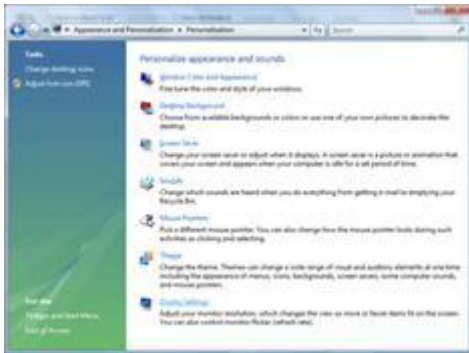 Appearance and Personalization ▸ Personalization
Tasks
Change desktop icons
Adjust font size (DPI)
Personalize appearance and sounds
Window Color and Appearance
Fine tune the color and style of your windows.
Desktop Background
Choose from available backgrounds or colors or use one of your own pictures to decorate the
desktop.
Screen Saver
Change your screen saver or adjust when it displays. A screen saver is a picture or animation that
covers your screen and appears when your computer is idle for a set period of time.
Sounds
Change which sounds are heard when you do everything from getting e-mail to emptying your
Recycle Bin.
Mouse Pointers
Pick a different mouse pointer. You can also change how the mouse pointer looks during such
activities as clicking and selecting.
Theme
Change the theme. Themes can change a wide range of visual and auditory elements at one time
including the appearance of menus, icons, backgrounds, screen savers, some computer sounds,
and mouse pointers.
Display Settings
Adjust your monitor resolution, which changes the view so more or fewer items fit on the screen.
You can also control monitor flicker (refresh rate).
See also
Taskbar and Start Menu
Ease of Access